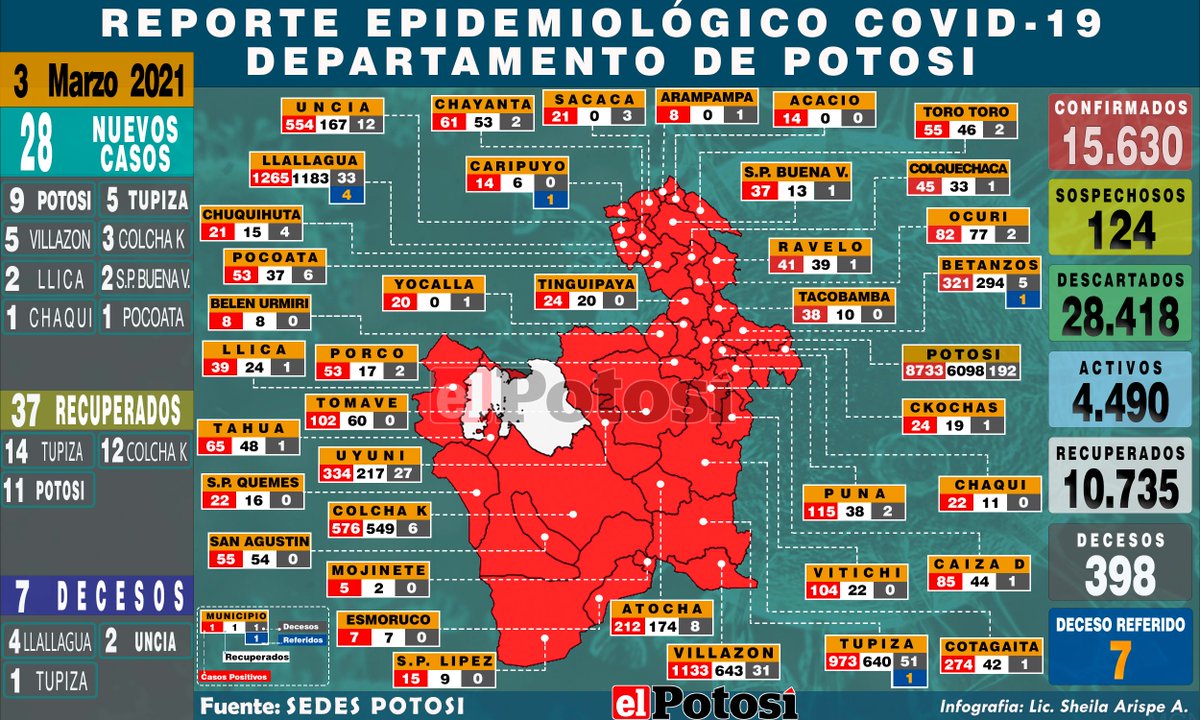 REPORTE EPIDEMIOLÓGICO COVID-19
DEPARTAMENTO DE POTOSI
3 Marzo 2021
28 NUEVOS CASOS
9 POTOSI
5 TUPIZA
5 VILLAZON
3 COLCHA K
2 LLICA
2 S.P. BUENA V.
1 CHAQUI
1 POCOATA
37 RECUPERADOS
14 TUPIZA
12 COLCHA K
11 POTOSI
7 DECESOS
4 LLALLAGUA
2 UNCIA
1 TUPIZA
UNCIA
554 167 12
CHAYANTA
61 53 2
SACACA
21 0 3
ARAMPAMPA
8 0 1
ACACIO
14 0 0
TORO TORO
55 46 2
LLALLAGUA
1265 1183 33
4
CARIPUYO
14 6 0
1
S.P. BUENA V.
37 13 1
COLQUECHACA
45 33 1
CHUQUIHUTA
21 15 4
OCURI
82 77 2
POCOATA
53 37 6
RAVELO
41 39 1
YOCALLA
20 0 1
TINGUIPAYA
24 20 0
BETANZOS
321 294 5
1
TACOBAMBA
38 10 0
BELEN URMIRI
8 8 0
LLICA
39 24 1
PORCO
53 17 2
POTOSI
8733 6098 192
TOMAVE
102 60 0
CKOCHAS
24 19 1
TAHUA
65 48 1
UYUNI
334 217 27
S.P. QUEMES
22 16 0
PUNA
115 38 2
CHAQUI
22 11 0
COLCHA K
576 549 6
SAN AGUSTIN
55 54 0
CAIZA D
85 44 1
MOJINETE
5 2 0
VITICHI
104 22 0
ESMORUCO
7 7 0
ATOCHA
212 174 8
S.P. LIPEZ
15 9 0
VILLAZON
1133 643 31
TUPIZA
973 640 51
1
COTAGAITA
274 42 1
MUNICIPIO
1 1 1
1
Decesos
Referidos
Recuperados
Casos Positivos
el Potosí
CONFIRMADOS
15.630
SOSPECHOSOS
124
DESCARTADOS
28.418
ACTIVOS
4.490
RECUPERADOS
10.735
DECESOS
398
DECESO REFERIDO
7
Fuente: SEDES POTOSI
el Potosí
Infografia: Lic. Sheila Arispe A.